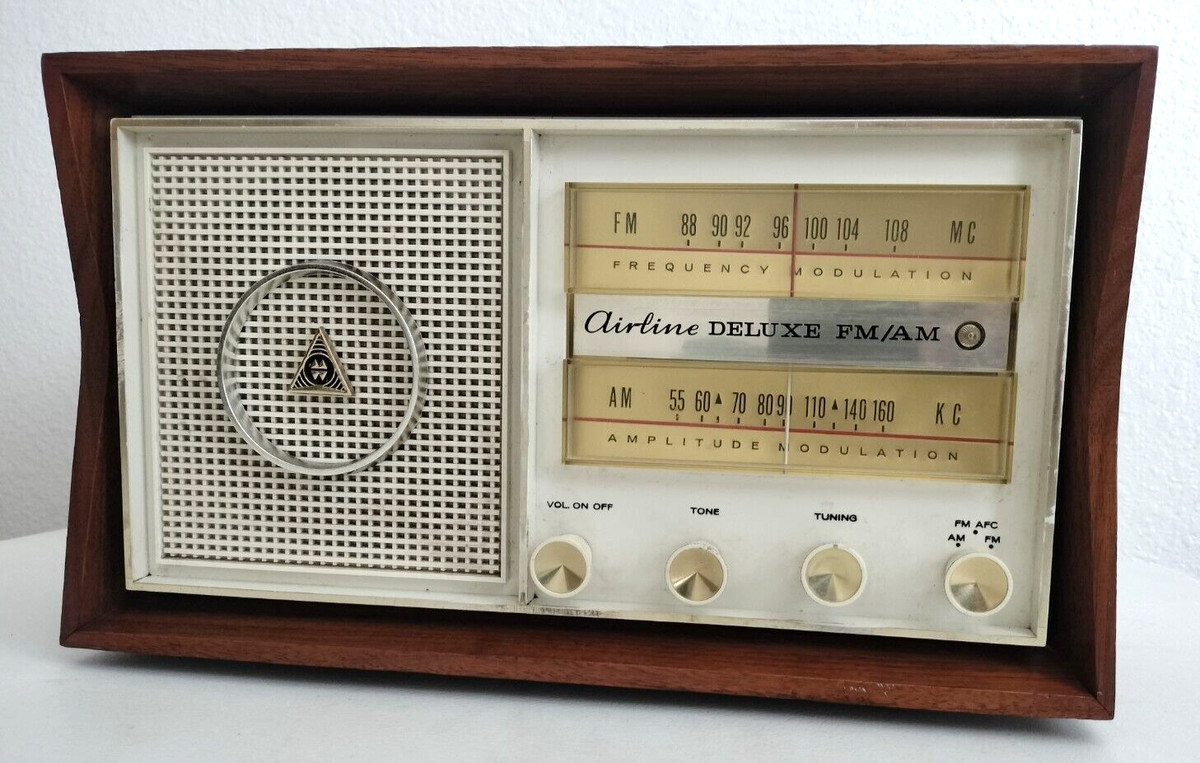 FM 88 90 92 96 100 104 108 MC
FREQUENCY MODULATION
Airline DELUXE FM/AM
AM 55 60 70 80 90 110 140 160 KC
AMPLITUDE MODULATION
VOL. ON OFF
TONE
TUNING
FM AFC
AM FM